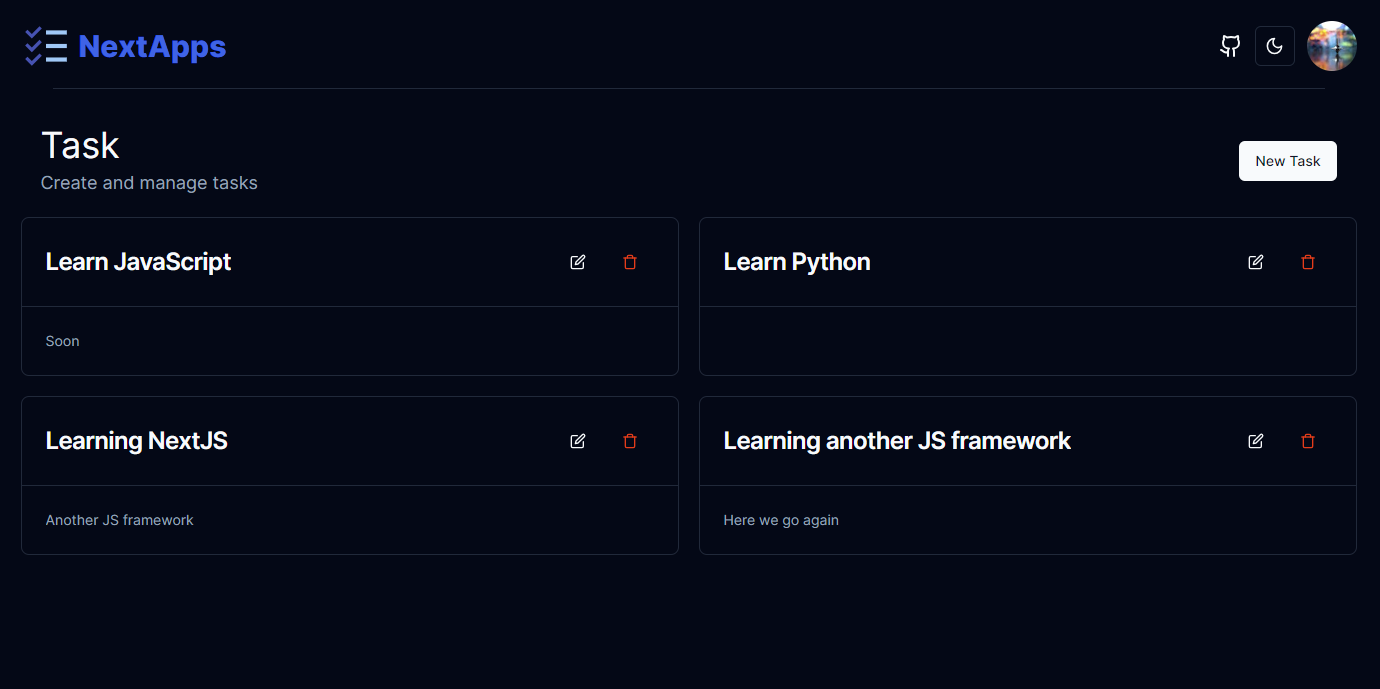 NextApps
Task
Create and manage tasks
New Task
Learn JavaScript
Soon
Learn Python
Learning NextJS
Another JS framework
Learning another JS framework
Here we go again